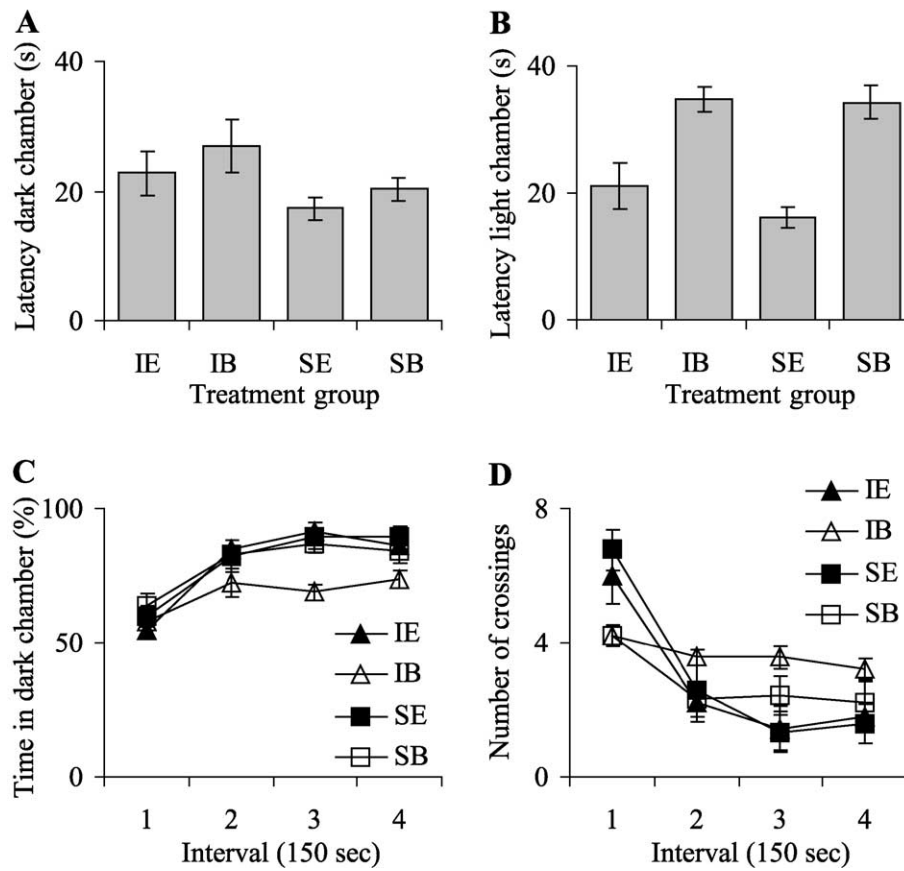 A
Latency dark chamber (s)
40
20
0
IE IB SE SB
Treatment group
B
Latency light chamber (s)
40
20
0
IE IB SE SB
Treatment group
C
Time in dark chamber (%)
100
50
0
1 2 3 4
Interval (150 sec)
IE
IB
SE
SB
D
Number of crossings
8
4
0
1 2 3 4
Interval (150 sec)
IE
IB
SE
SB